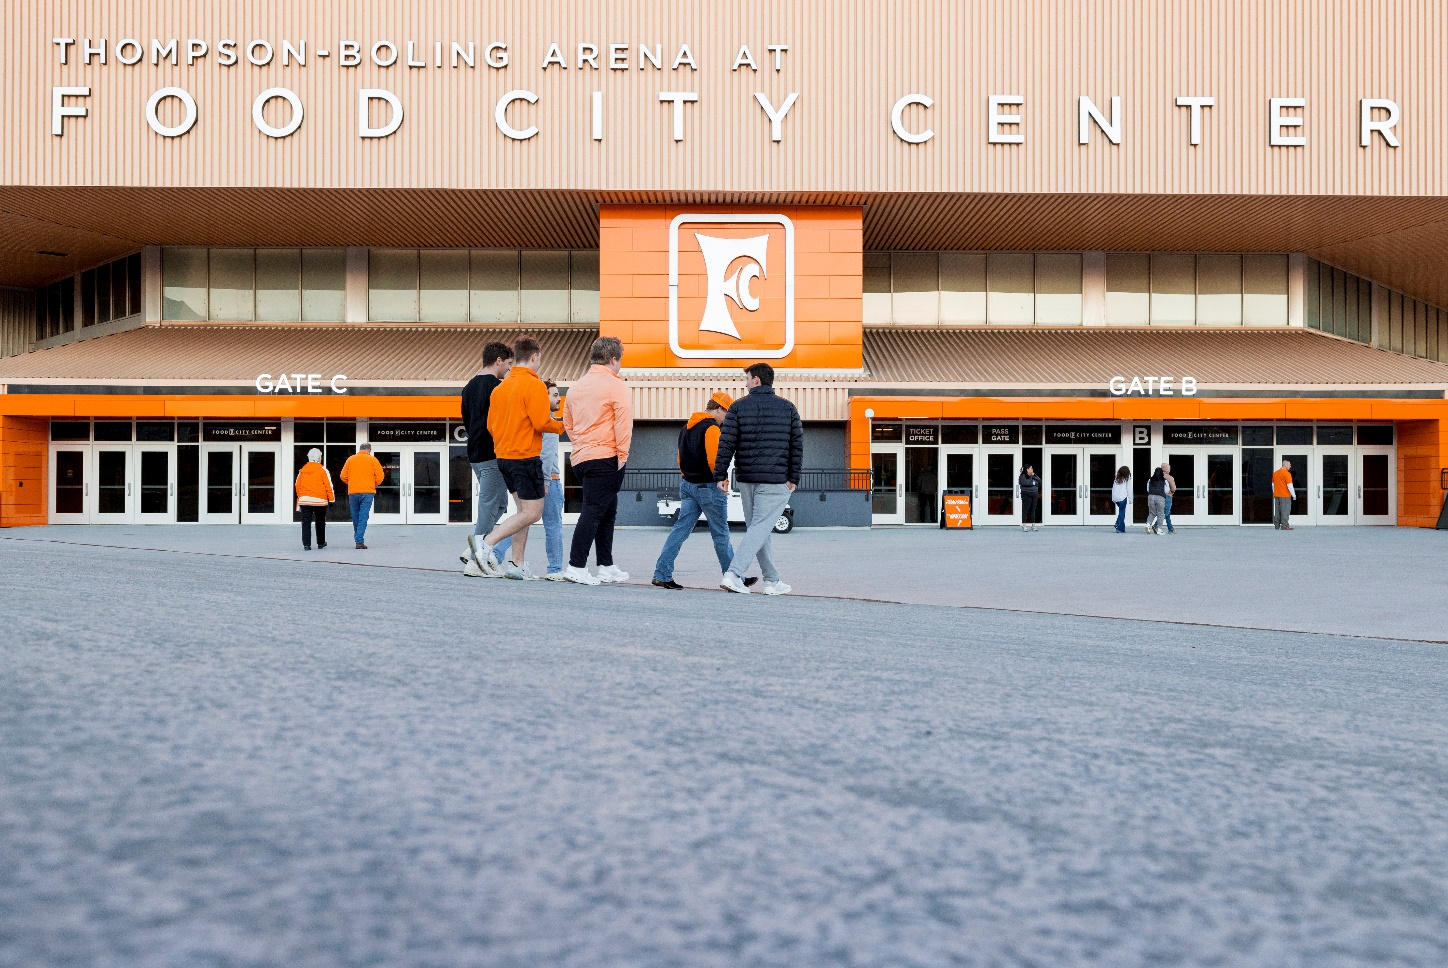 THOMPSON-BOLING ARENA AT
FOOD CITY CENTER
FC
GATE C
GATE B
FOOD CITY CENTER
FOOD CITY CENTER
C
TICKET
OFFICE
PASS
GATE
FOOD CITY CENTER
B
FOOD CITY CENTER